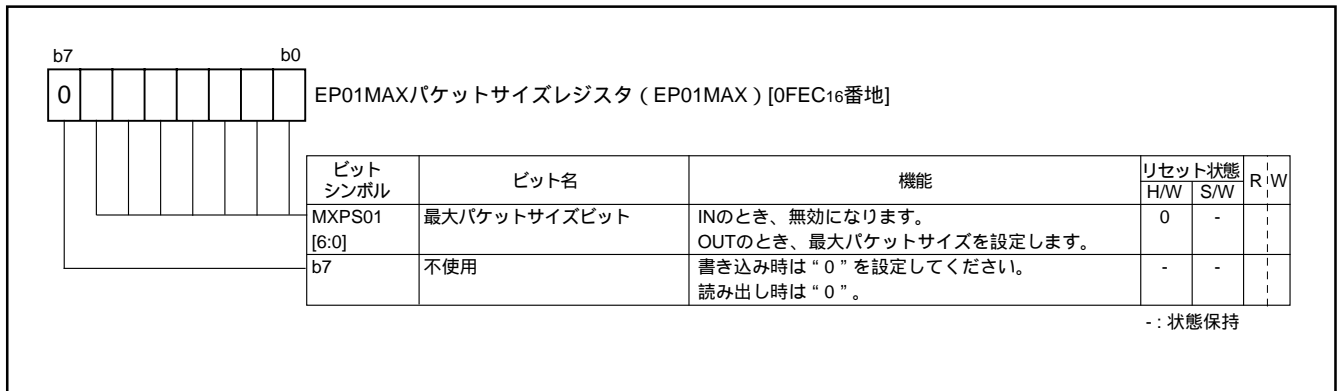 b7 b0
0 EP01MAXパケットサイズレジスタ（EP01MAX）[0FEC16番地]
ビットシンボル ビット名 機能 リセット状態 H/W S/W R W
MXPS01 最大パケットサイズビット INのとき、無効になります。 0 -
[6:0] OUTのとき、最大パケットサイズを設定します。
b7 不使用 書き込み時は“0”を設定してください。 - -
読み出し時は“0”。
- : 状態保持